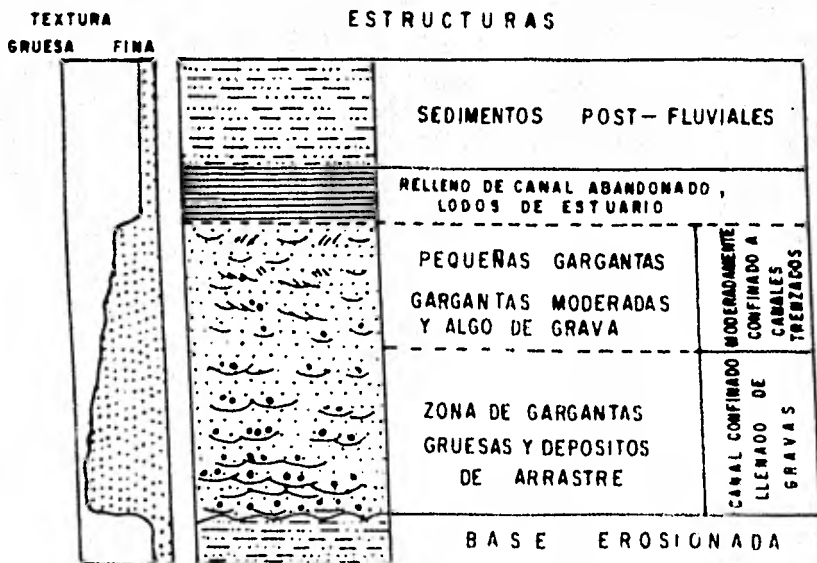 ESTRUCTURAS
TEXTURA
GRUESA FINA
SEDIMENTOS POST-FLUVIALES
RELLENO DE CANAL ABANDONADO,
LODOS DE ESTUARIO
PEQUEÑAS GARGANTAS
GARGANTAS MODERADAS
Y ALGO DE GRAVA
MODERADAMENTE
CONFINADO A
CANALES
TRENZADOS
ZONA DE GARGANTAS
GRUESAS Y DEPOSITOS
DE ARRASTRE
CANAL CONFINADO
LLENADO DE
GRAVAS
BASE EROSIONADA